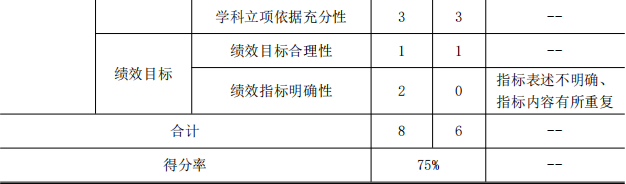 学科立项依据充分性 3 3 --
绩效目标 绩效目标合理性 1 1 --
绩效指标明确性 2 0 指标表述不明确、
指标内容有所重复
合计 8 6 --
得分率 75% --